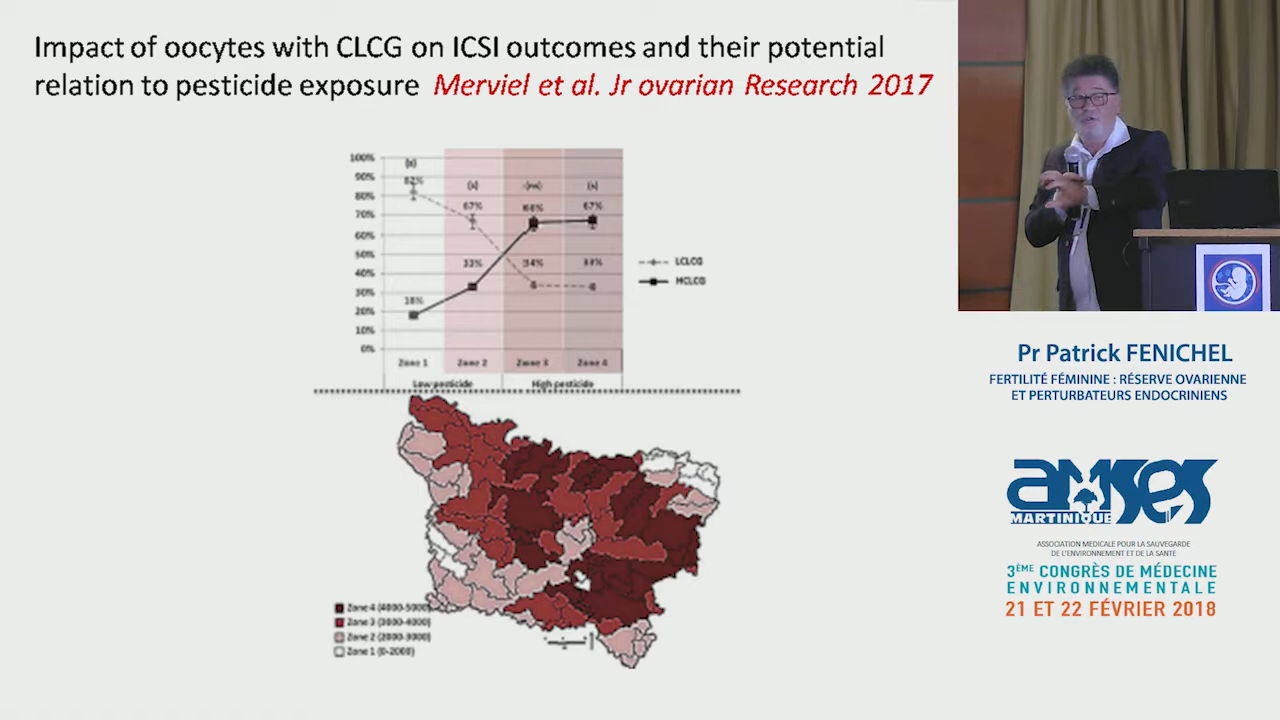 Impact of oocytes with CLCG on ICSI outcomes and their potential
relation to pesticide exposure Merviel et al. Jr ovarian Research 2017
100%
90%
80%
70%
60%
50%
40%
30%
20%
10%
0%
(s)
82%
(s)
67%
(ns)
66%
(s)
67%
18%
33%
34%
33%
LCLCG
HCLCG
Zone 1 Zone 2 Zone 3 Zone 4
Low pesticide High pesticide
Zone 4 (4000-5000)
Zone 3 (3000-4000)
Zone 2 (2000-3000)
Zone 1 (0-2000)
Pr Patrick FENICHEL
FERTILITÉ FÉMININE : RÉSERVE OVARIENNE
ET PERTURBATEURS ENDOCRINIENS
amses
MARTINIQUE
ASSOCIATION MEDICALE POUR LA SAUVEGARDE
DE L'ENVIRONNEMENT ET DE LA SANTE
3ÈME CONGRÈS DE MÉDECINE
ENVIRONNEMENTALE
21 ET 22 FÉVRIER 2018